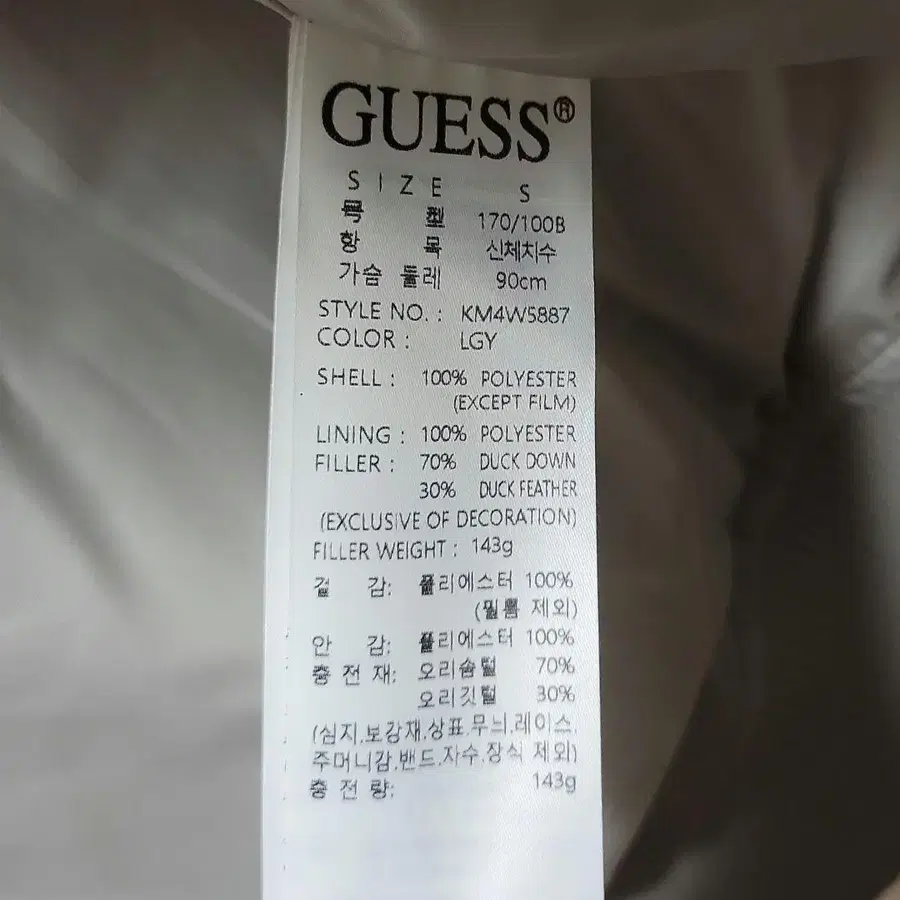 GUESS®
SIZE S
号 型 170/100B
항 목 신체치수
가슴 둘레 90cm
STYLE NO. : KM4W5887
COLOR : LGY
SHELL : 100% POLYESTER
(EXCEPT FILM)
LINING : 100% POLYESTER
FILLER : 70% DUCK DOWN
30% DUCK FEATHER
(EXCLUSIVE OF DECORATION)
FILLER WEIGHT : 143g
겉 감: 폴리에스터 100%
(필름 제외)
안 감: 폴리에스터 100%
충 전 재: 오리솜털 70%
오리깃털 30%
(심지.보강재.상표.무늬.레이스.
주머니감.밴드.자수.장식 제외)
충 전 량: 143g